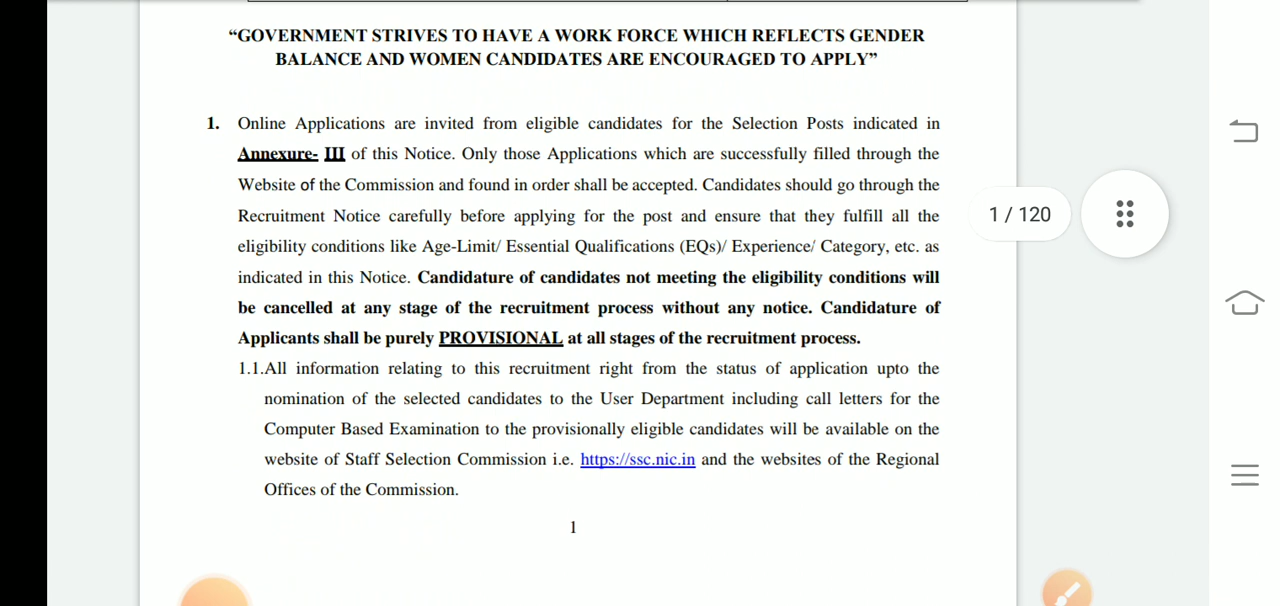 “GOVERNMENT STRIVES TO HAVE A WORK FORCE WHICH REFLECTS GENDER
BALANCE AND WOMEN CANDIDATES ARE ENCOURAGED TO APPLY”
1. Online Applications are invited from eligible candidates for the Selection Posts indicated in
Annexure- III of this Notice. Only those Applications which are successfully filled through the
Website of the Commission and found in order shall be accepted. Candidates should go through the
Recruitment Notice carefully before applying for the post and ensure that they fulfill all the
eligibility conditions like Age-Limit/ Essential Qualifications (EQs)/ Experience/ Category, etc. as
indicated in this Notice. Candidature of candidates not meeting the eligibility conditions will
be cancelled at any stage of the recruitment process without any notice. Candidature of
Applicants shall be purely PROVISIONAL at all stages of the recruitment process.
1.1.All information relating to this recruitment right from the status of application upto the
nomination of the selected candidates to the User Department including call letters for the
Computer Based Examination to the provisionally eligible candidates will be available on the
website of Staff Selection Commission i.e. https://ssc.nic.in and the websites of the Regional
Offices of the Commission.
1
1 / 120